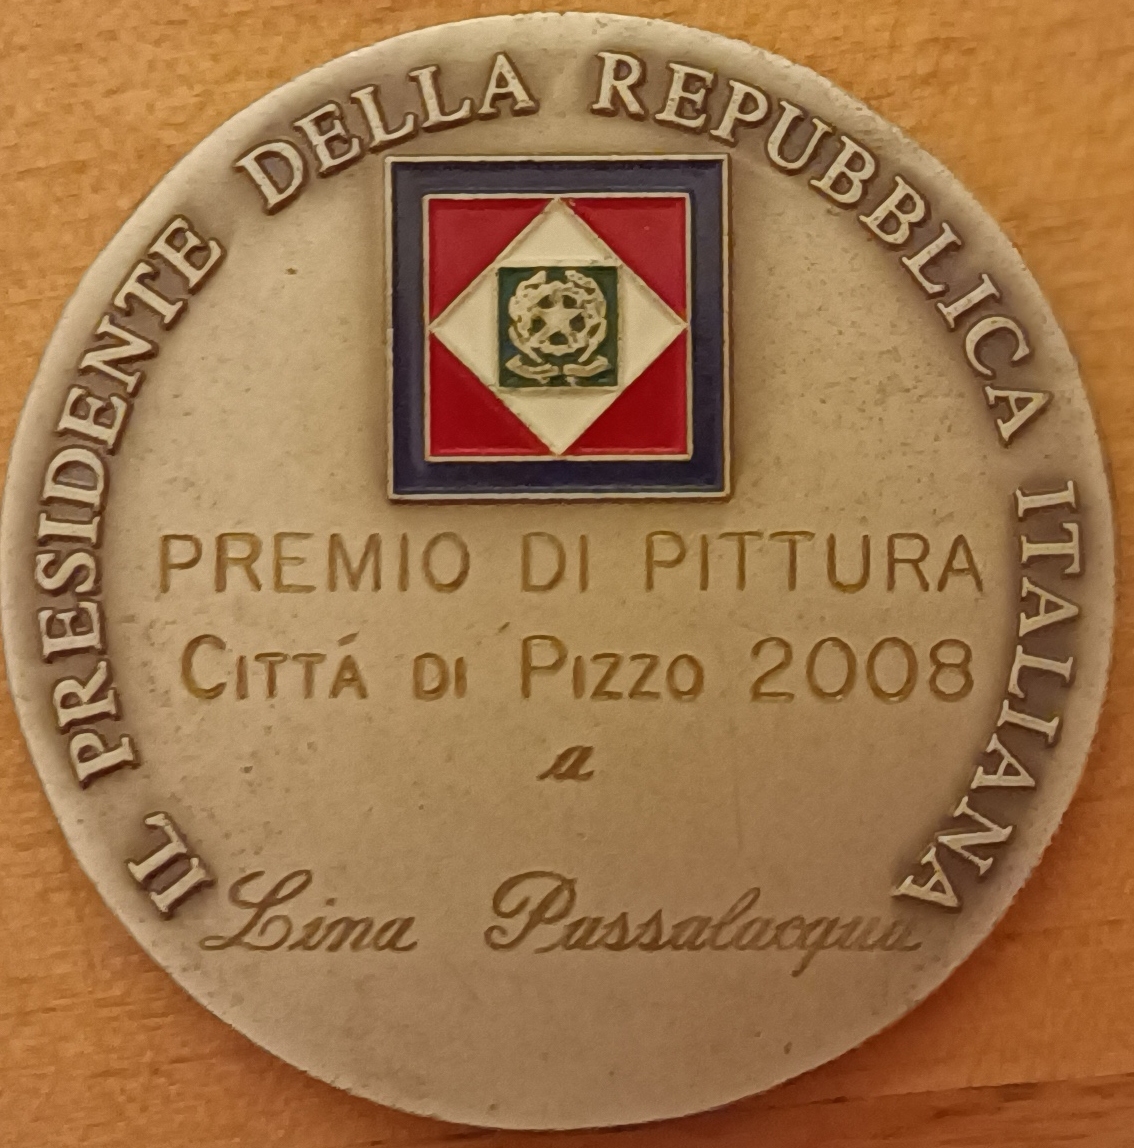 IL PRESIDENTE DELLA REPUBBLICA ITALIANA
PREMIO DI PITTURA
CITTÁ DI PIZZO 2008
a
Lina Passalacqua